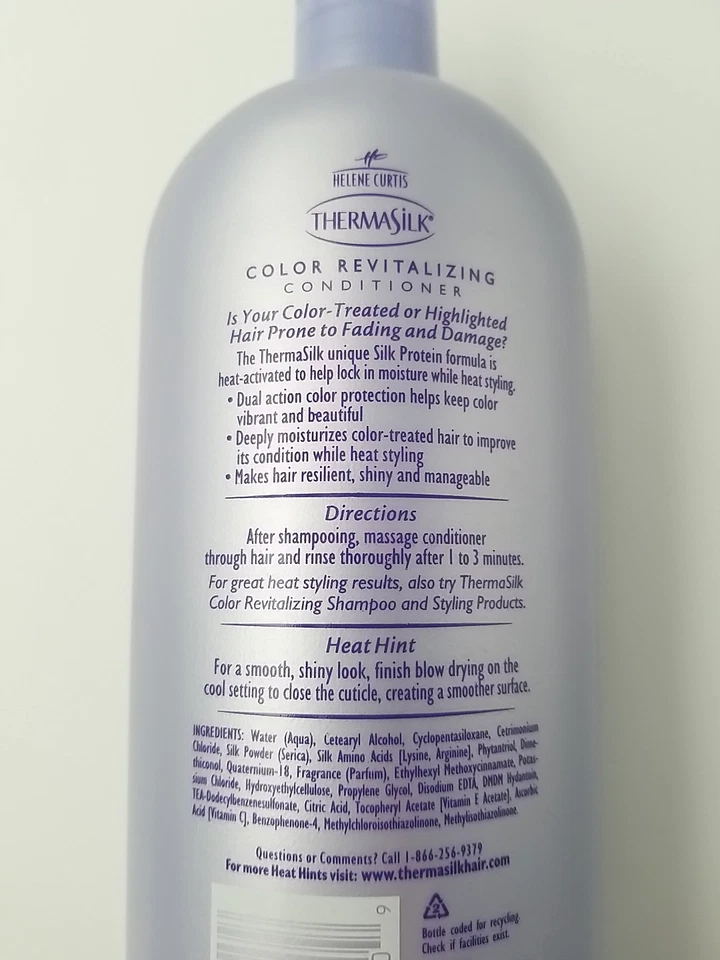 HELENE CURTIS
THERMASILK®
COLOR REVITALIZING
CONDITIONER
Is Your Color-Treated or Highlighted
Hair Prone to Fading and Damage?
The ThermaSilk unique Silk Protein formula is
heat-activated to help lock in moisture while heat styling.
• Dual action color protection helps keep color
vibrant and beautiful
• Deeply moisturizes color-treated hair to improve
its condition while heat styling
• Makes hair resilient, shiny and manageable
Directions
After shampooing, massage conditioner
through hair and rinse thoroughly after 1 to 3 minutes.
For great heat styling results, also try ThermaSilk
Color Revitalizing Shampoo and Styling Products.
Heat Hint
For a smooth, shiny look, finish blow drying on the
cool setting to close the cuticle, creating a smoother surface.
INGREDIENTS: Water (Aqua), Cetearyl Alcohol, Cyclopentasiloxane, Cetrimonium
Chloride, Silk Powder (Serica), Silk Amino Acids [Lysine, Arginine], Phytantriol, Dime-
thiconol, Quaternium-18, Fragrance (Parfum), Ethylhexyl Methoxycinnamate, Potas-
sium Chloride, Hydroxyethylcellulose, Propylene Glycol, Disodium EDTA, DMDM Hydantoin,
TEA-Dodecylbenzenesulfonate, Citric Acid, Tocopheryl Acetate [Vitamin E Acetate], Ascorbic
Acid [Vitamin C], Benzophenone-4, Methylchloroisothiazolinone, Methylisothiazolinone.
Questions or Comments? Call 1-866-256-9379
For more Heat Hints visit: www.thermasilkhair.com
2
Bottle coded for recycling.
Check if facilities exist.